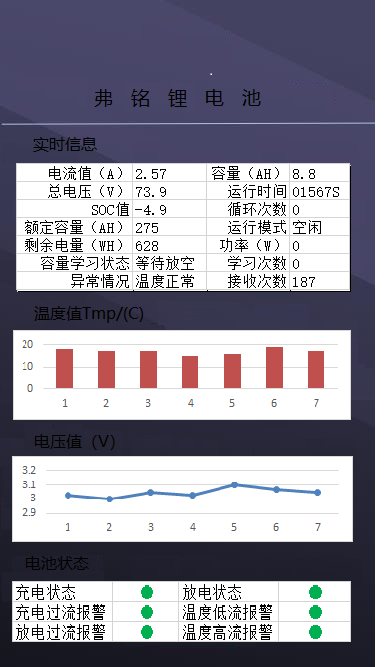 弗铭锂电池
实时信息
电流值（A） 2.57 容量（AH） 8.8
总电压（V） 73.9 运行时间 01567S
SOC值 -4.9 循环次数 0
额定容量（AH） 275 运行模式 空闲
剩余电量（WH） 628 功率（W） 0
容量学习状态 等待放空 学习次数 0
异常情况 温度正常 接收次数 187
温度值Tmp/(C)
20
10
0
1 2 3 4 5 6 7
电压值（V）
3.2
3.1
3
2.9
1 2 3 4 5 6 7
电池状态
充电状态 放电状态
充电过流报警 温度低流报警
放电过流报警 温度高流报警